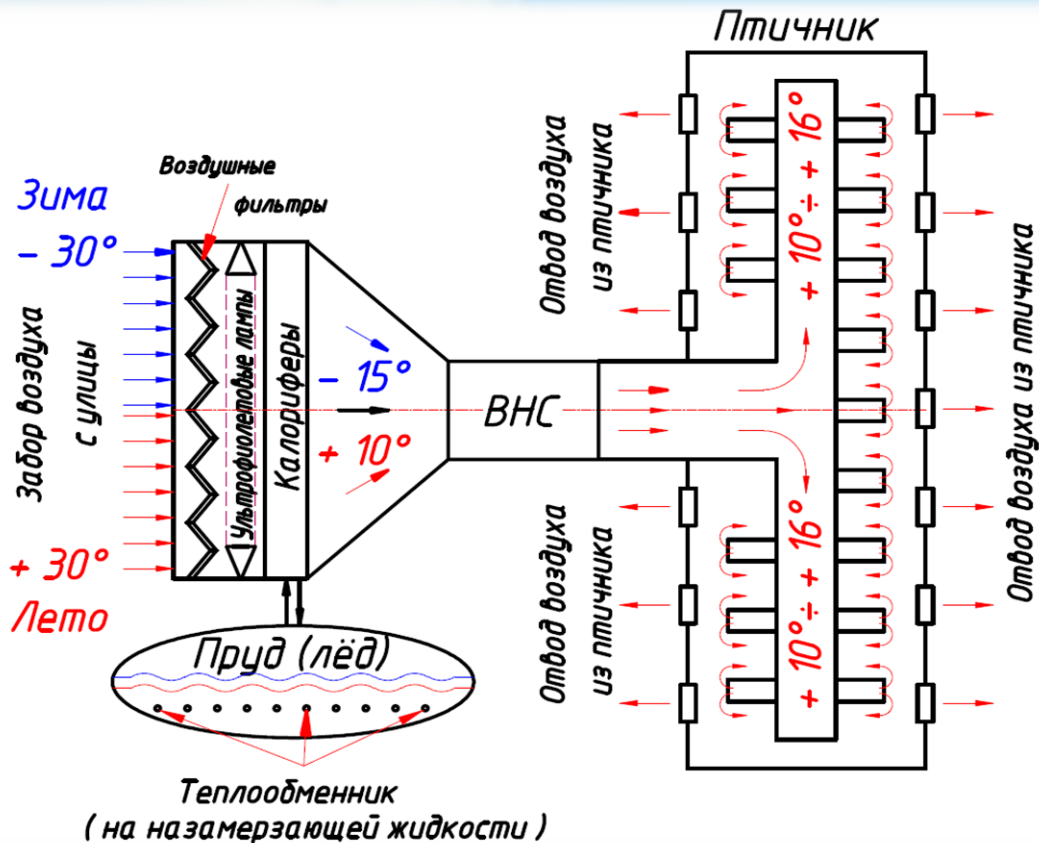 Птичник
Воздушные
фильтры
Зима
- 30°
Забор воздуха
с улицы
+ 30°
Лето
Ультрофиолетовые лампы
Калориферы
- 15°
+ 10°
ВНС
Отвод воздуха
из птичника
Отвод воздуха
из птичника
+ 10° ÷ + 16°
+ 10° ÷ + 16°
Отвод воздуха из птичника
Пруд (лёд)
Теплообменник
( на назамерзающей жидкости )